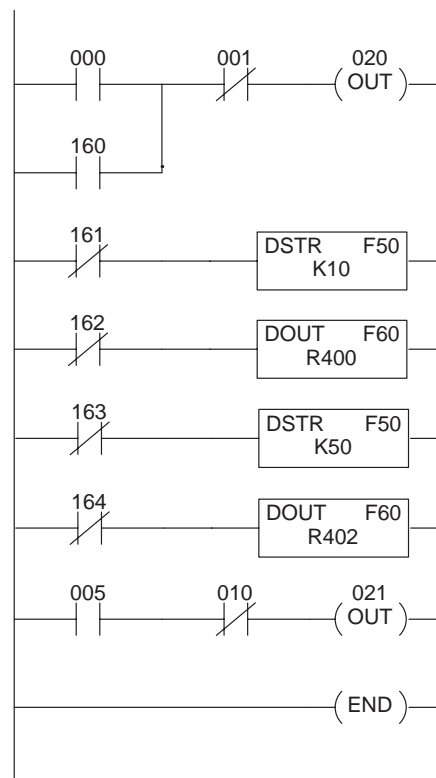 000 001 020
OUT
160
161
DSTR F50
K10
162
DOUT F60
R400
163
DSTR F50
K50
164
DOUT F60
R402
005 010 021
OUT
END